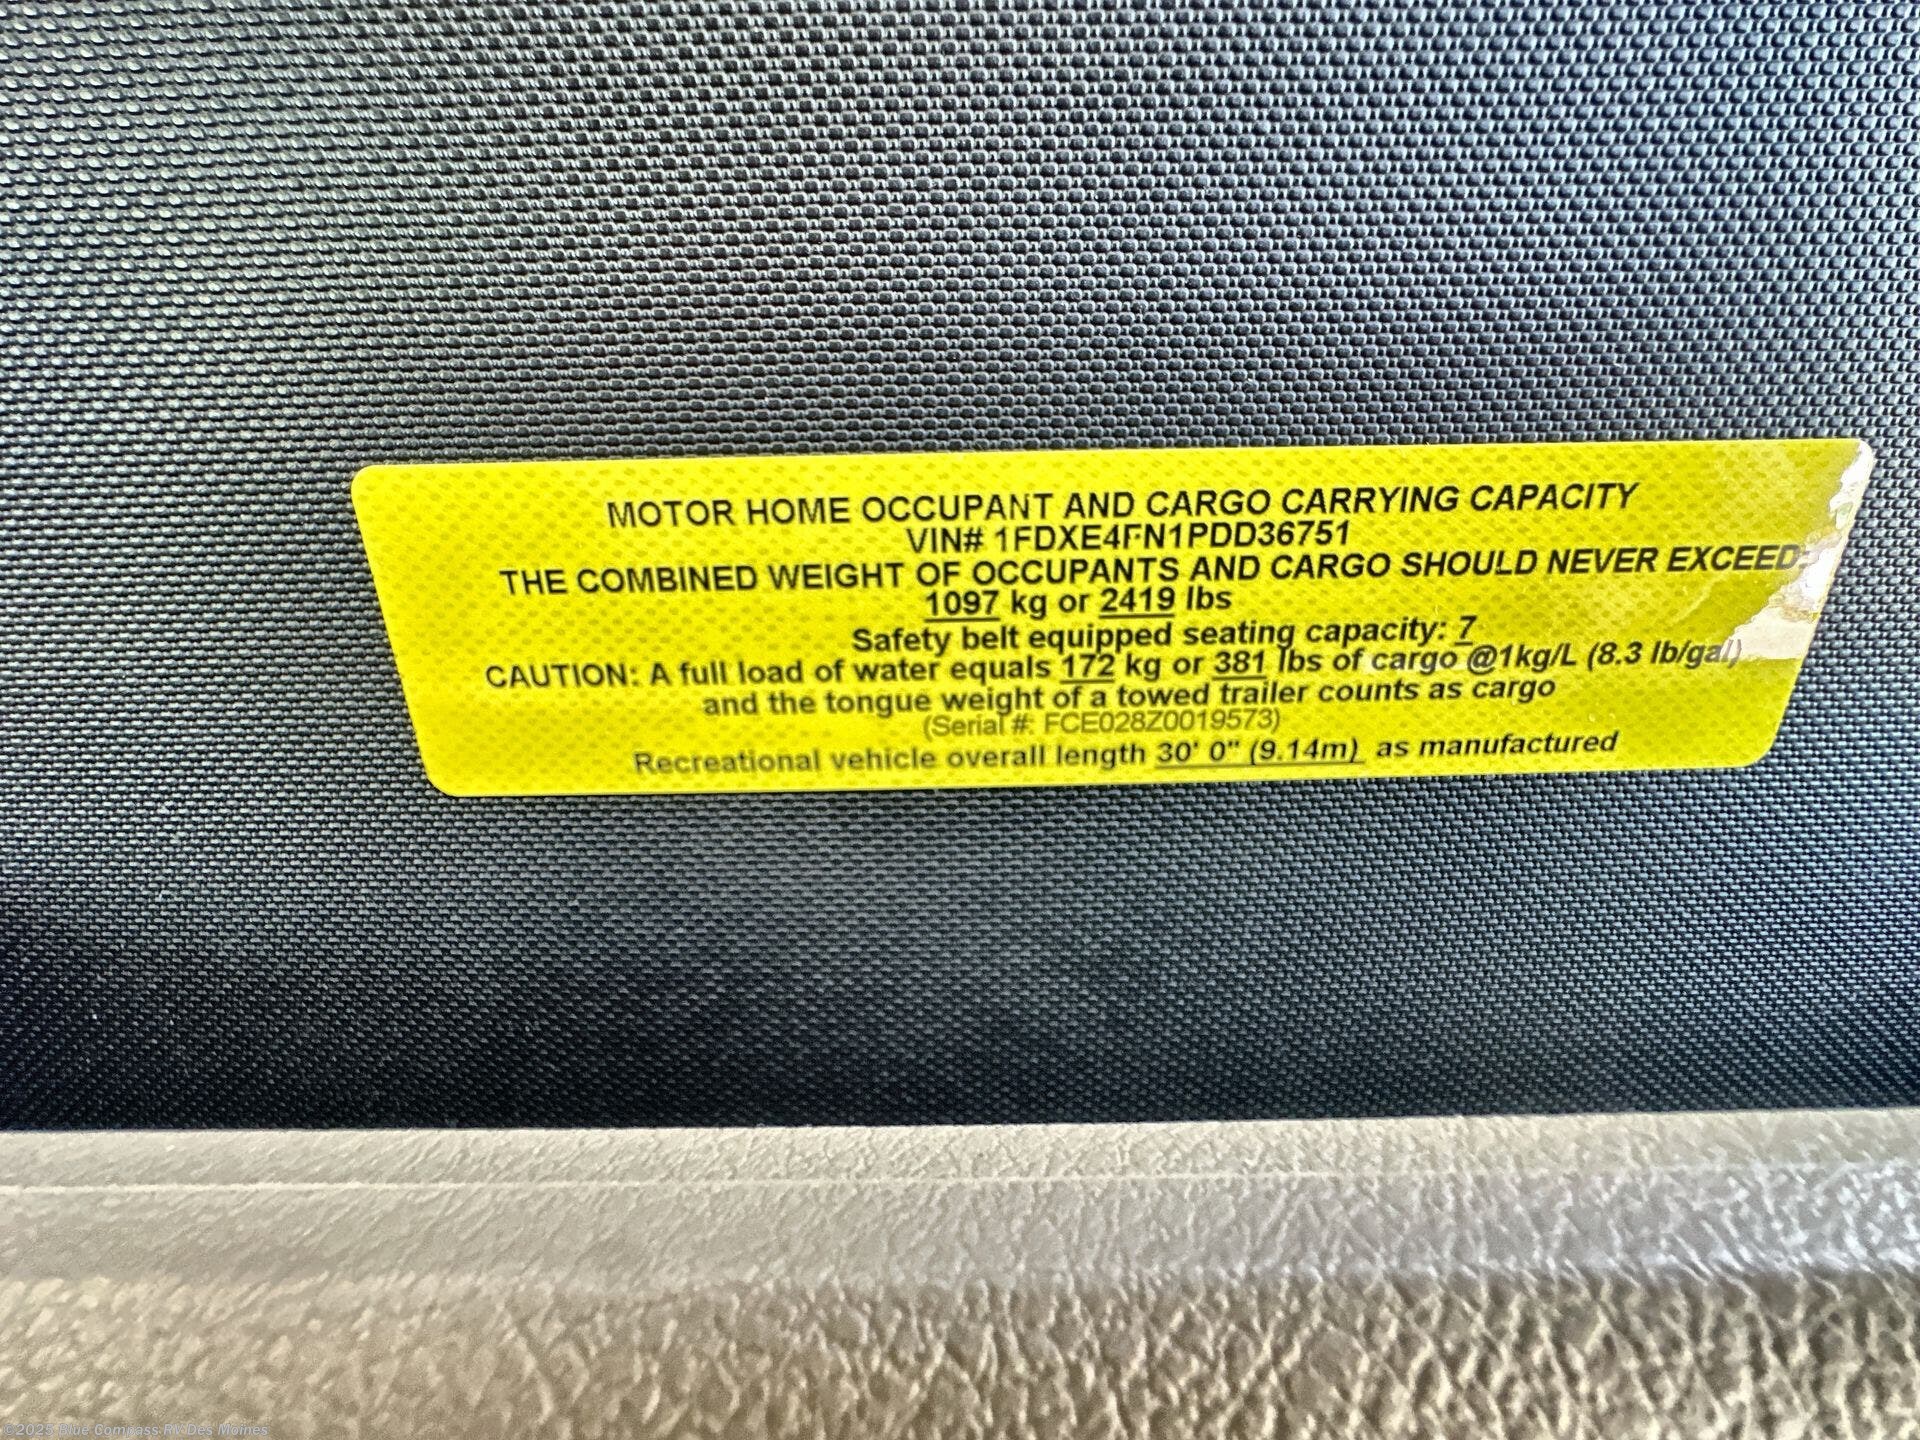 MOTOR HOME OCCUPANT AND CARGO CARRYING CAPACITY
VIN# 1FDXE4FN1PDD36751
THE COMBINED WEIGHT OF OCCUPANTS AND CARGO SHOULD NEVER EXCEED:
1097 kg or 2419 lbs
Safety belt equipped seating capacity: 7
CAUTION: A full load of water equals 172 kg or 381 lbs of cargo @1kg/L (8.3 lb/gal)
and the tongue weight of a towed trailer counts as cargo
(Serial #: FCE028Z0019573)
Recreational vehicle overall length 30' 0" (9.14m) as manufactured
©2025 Blue Compass RV Des Moines